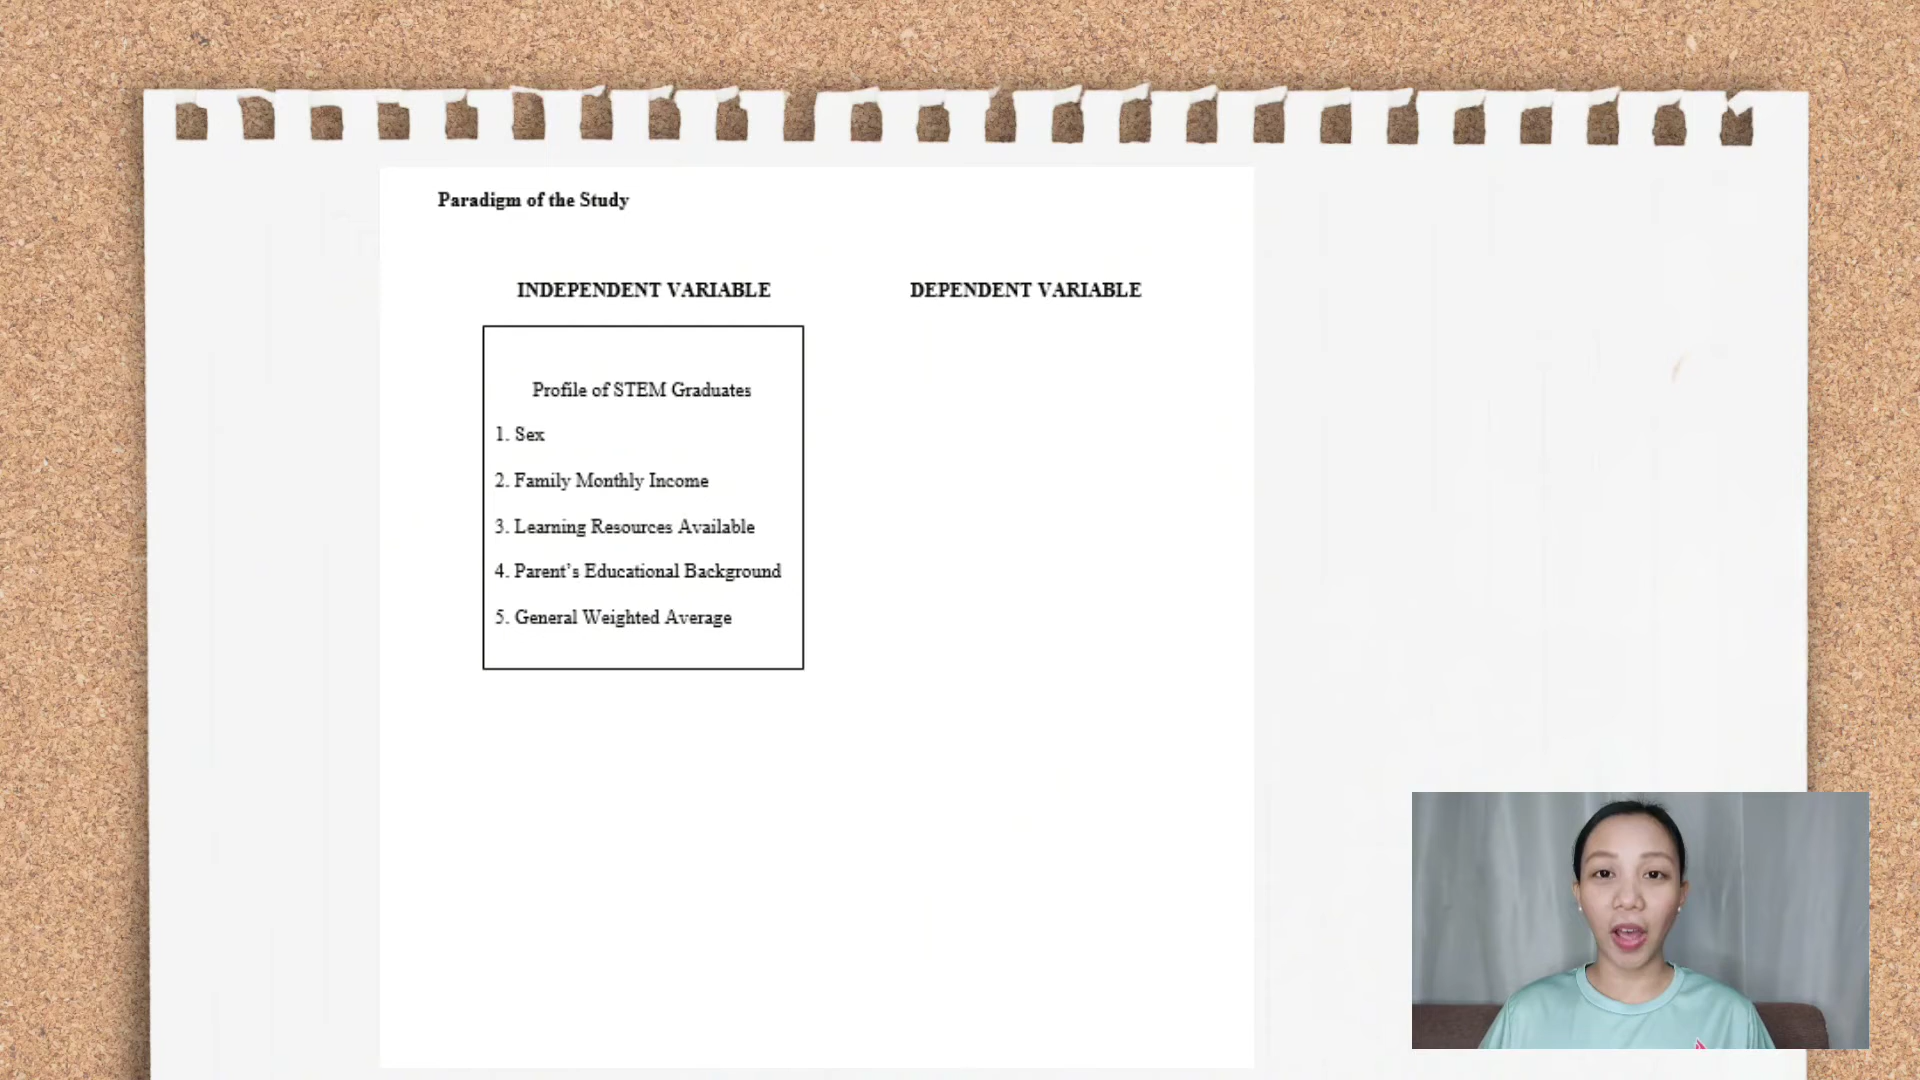 Paradigm of the Study
INDEPENDENT VARIABLE
DEPENDENT VARIABLE
Profile of STEM Graduates
1. Sex
2. Family Monthly Income
3. Learning Resources Available
4. Parent’s Educational Background
5. General Weighted Average